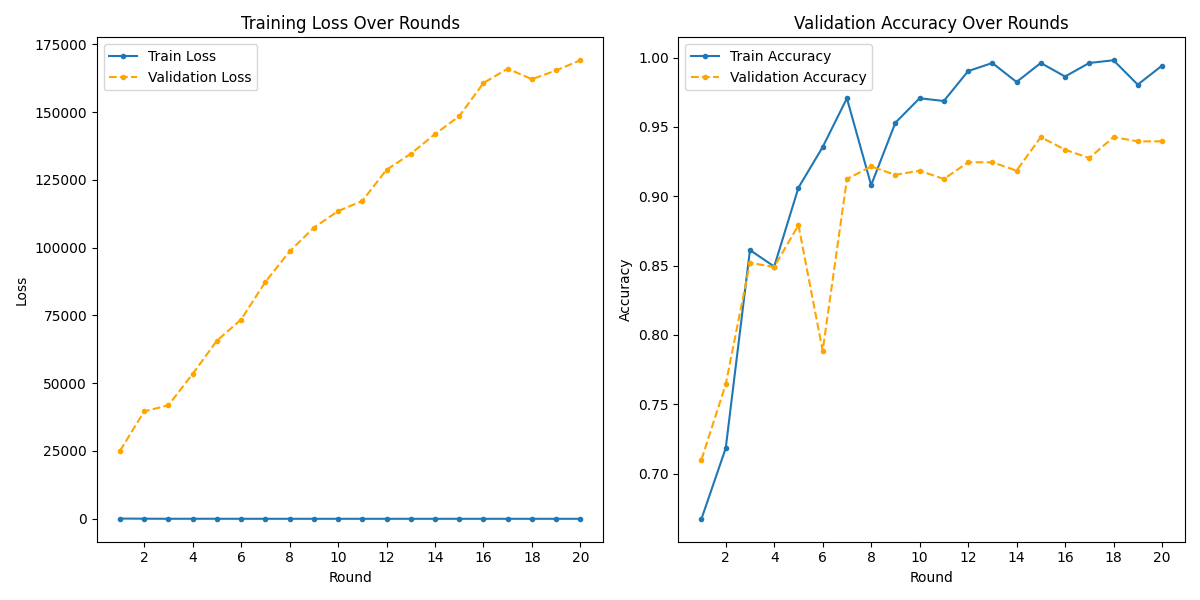 Training Loss Over Rounds
Train Loss
Validation Loss
175000
150000
125000
100000
75000
50000
25000
0
Loss
2 4 6 8 10 12 14 16 18 20
Round
Validation Accuracy Over Rounds
Train Accuracy
Validation Accuracy
1.00
0.95
0.90
0.85
0.80
0.75
0.70
Accuracy
2 4 6 8 10 12 14 16 18 20
Round